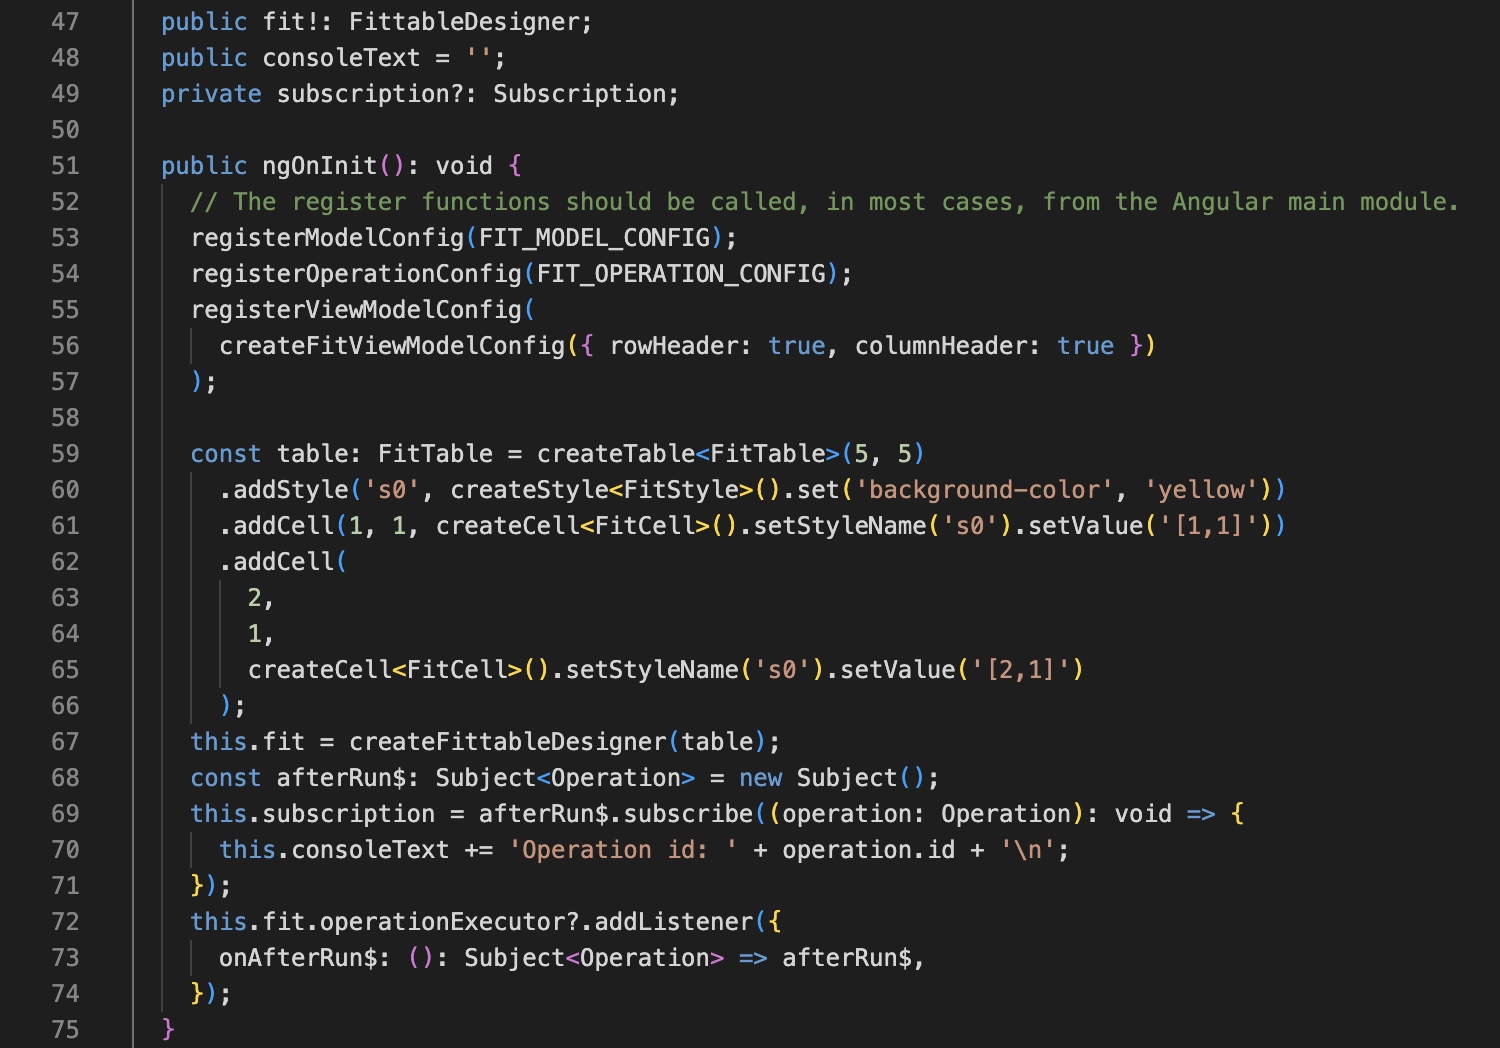 47 public fit!: FittableDesigner;
48 public consoleText = '';
49 private subscription?: Subscription;
50
51 public ngOnInit(): void {
52 // The register functions should be called, in most cases, from the Angular main module.
53 registerModelConfig(FIT_MODEL_CONFIG);
54 registerOperationConfig(FIT_OPERATION_CONFIG);
55 registerViewModelConfig(
56 createFitViewModelConfig({ rowHeader: true, columnHeader: true })
57 );
58
59 const table: FitTable = createTable<FitTable>(5, 5)
60 .addStyle('s0', createStyle<FitStyle>().set('background-color', 'yellow'))
61 .addCell(1, 1, createCell<FitCell>().setStyleName('s0').setValue('[1,1]'))
62 .addCell(
63 2,
64 1,
65 createCell<FitCell>().setStyleName('s0').setValue('[2,1]')
66 );
67 this.fit = createFittableDesigner(table);
68 const afterRun$: Subject<Operation> = new Subject();
69 this.subscription = afterRun$.subscribe((operation: Operation): void => {
70 this.consoleText += 'Operation id: ' + operation.id + '\n';
71 });
72 this.fit.operationExecutor?.addListener({
73 onAfterRun$: (): Subject<Operation> => afterRun$,
74 });
75 }